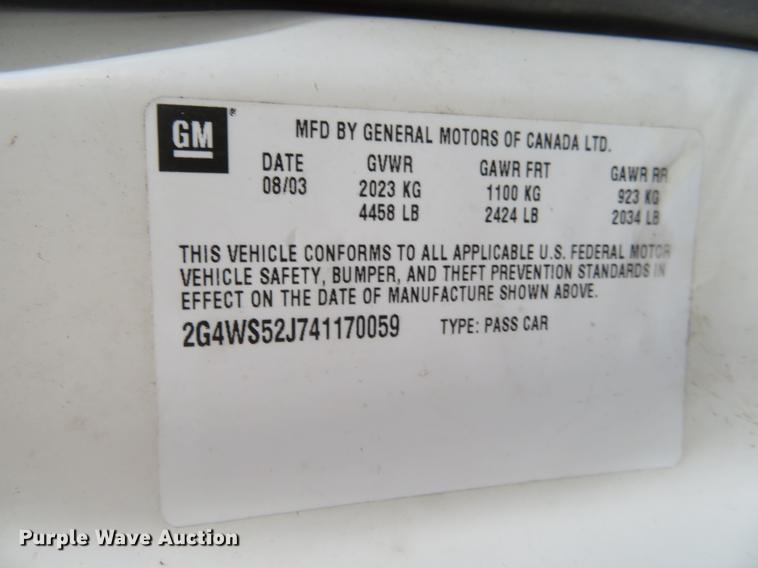 GM
MFD BY GENERAL MOTORS OF CANADA LTD.
DATE GVWR GAWR FRT GAWR RR
08/03 2023 KG 1100 KG 923 KG
4458 LB 2424 LB 2034 LB
THIS VEHICLE CONFORMS TO ALL APPLICABLE U.S. FEDERAL MOTOR
VEHICLE SAFETY, BUMPER, AND THEFT PREVENTION STANDARDS IN
EFFECT ON THE DATE OF MANUFACTURE SHOWN ABOVE.
2G4WS52J741170059 TYPE: PASS CAR
Purple Wave Auction